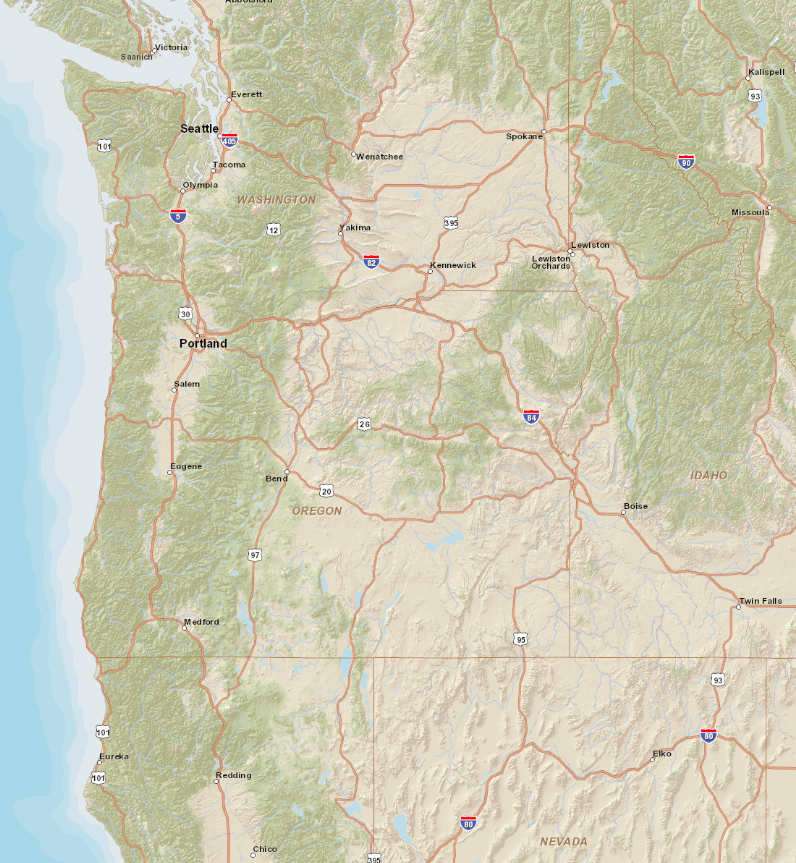 Abbotsford
Victoria
Saanich
Kalispell
93
Everett
Seattle
405
Spokane
101
Wenatchee
90
Tacoma
Olympia
WASHINGTON
5
Missoula
395
12
Yakima
Lewiston
82
Kennewick
Lewiston
Orchards
30
Portland
Salem
84
26
Eugene
Bend
IDAHO
20
Boise
OREGON
97
Twin Falls
Medford
95
93
101
80
Eureka
Elko
101
Redding
80
NEVADA
Chico
395